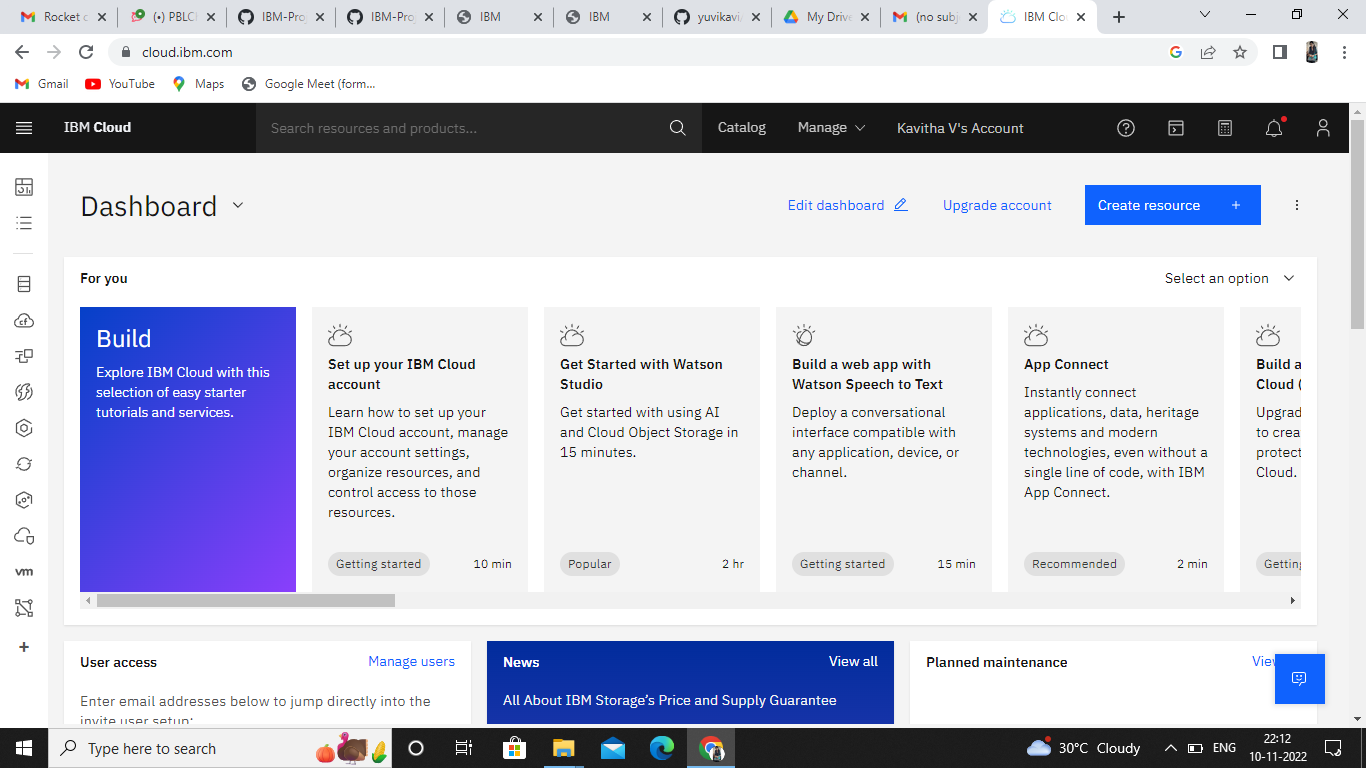 Rocket c
(•) PBLCl
IBM-Pro
IBM-Pro
IBM
IBM
yuvikavi
My Drive
(no subj
IBM Clo
cloud.ibm.com
Gmail
YouTube
Maps
Google Meet (form...
IBM Cloud
Search resources and products...
Catalog
Manage
Kavitha V's Account
Dashboard
Edit dashboard
Upgrade account
Create resource +
For you
Select an option
Build
Explore IBM Cloud with this
selection of easy starter
tutorials and services.
Set up your IBM Cloud
account
Learn how to set up your
IBM Cloud account, manage
your account settings,
organize resources, and
control access to those
resources.
Getting started
10 min
Get Started with Watson
Studio
Get started with using AI
and Cloud Object Storage in
15 minutes.
Popular
2 hr
Build a web app with
Watson Speech to Text
Deploy a conversational
interface compatible with
any application, device, or
channel.
Getting started
15 min
App Connect
Instantly connect
applications, data, heritage
systems and modern
technologies, even without a
single line of code, with IBM
App Connect.
Recommended
2 min
Build a
Cloud (
Upgrad
to crea
protect
Cloud.
Getting
cf
vm
User access
Manage users
Enter email addresses below to jump directly into the
invite user setup:
News
View all
All About IBM Storage's Price and Supply Guarantee
Planned maintenance
View
Type here to search
30°C Cloudy
ENG
22:12
10-11-2022